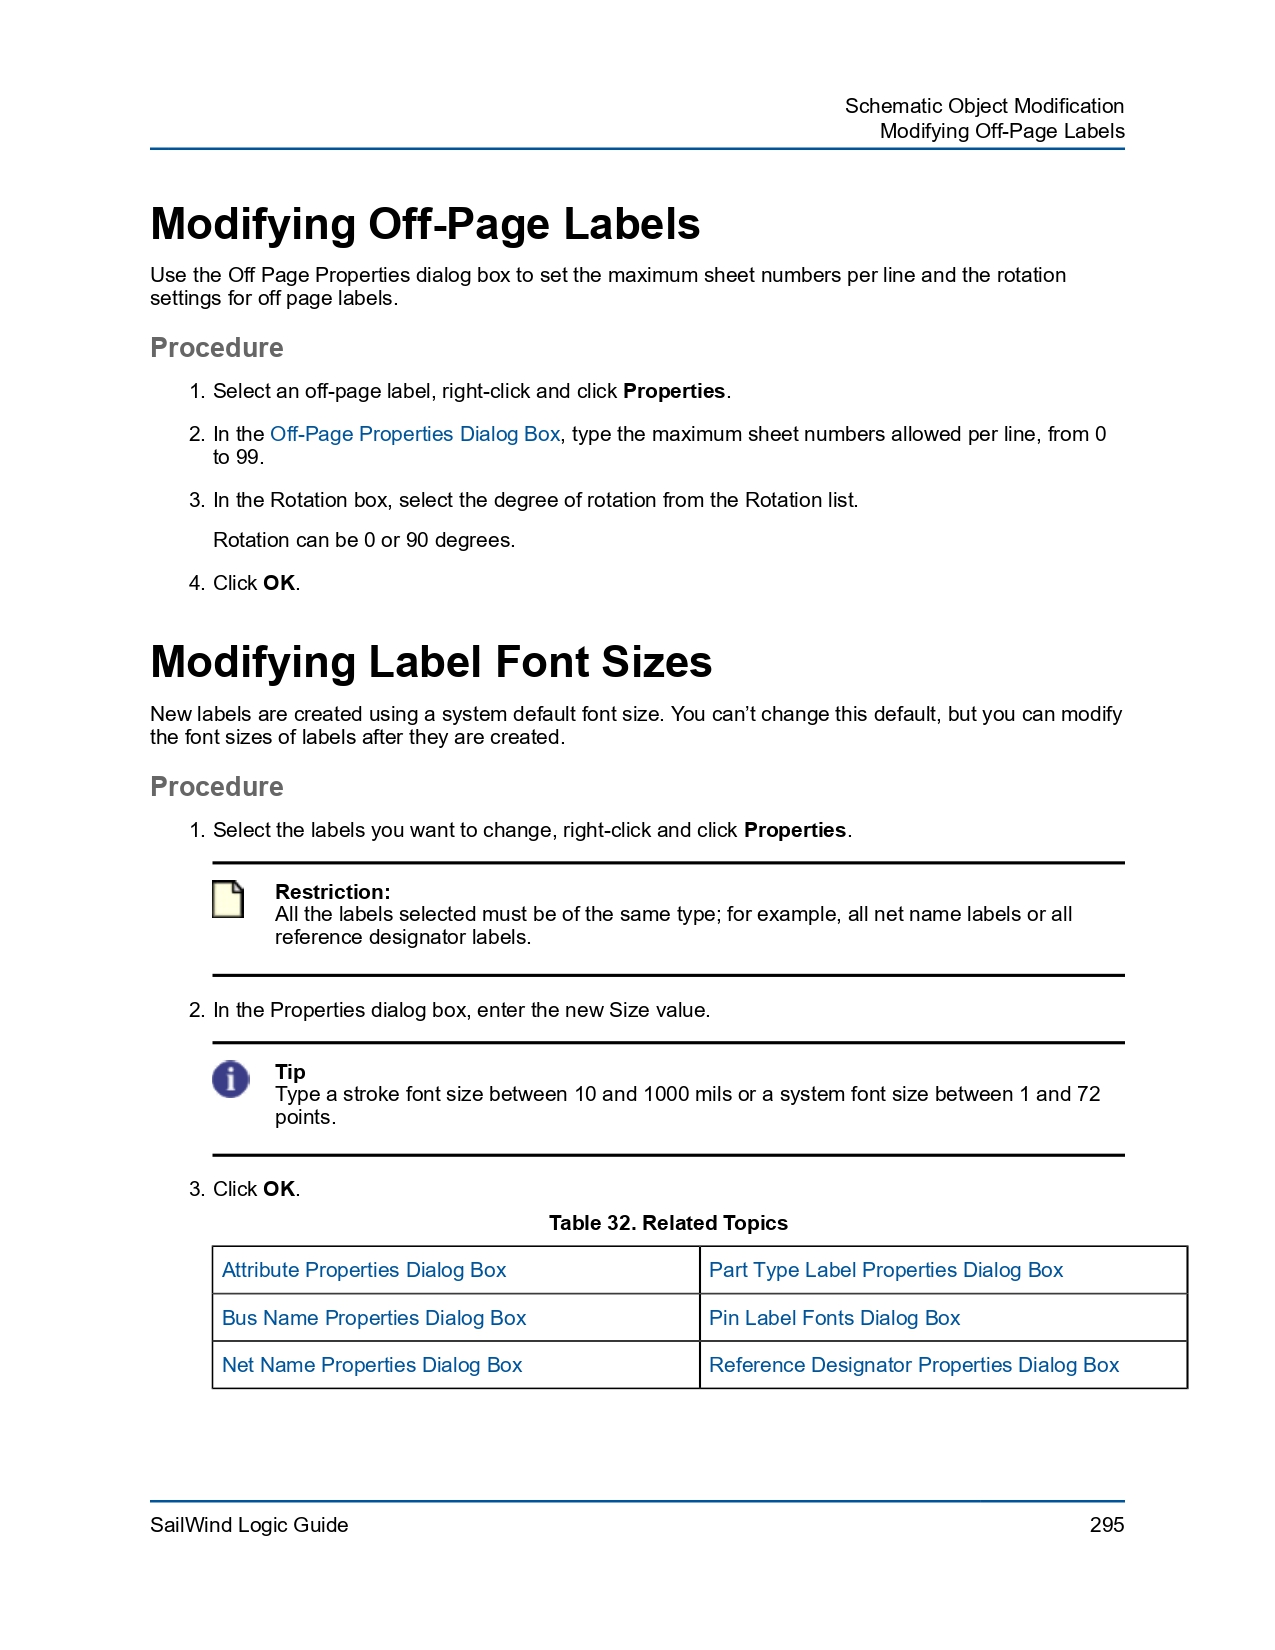 Schematic Object Modification
Modifying Off-Page Labels
Modifying Off-Page Labels
Use the Off Page Properties dialog box to set the maximum sheet numbers per line and the rotation
settings for off page labels.
Procedure
1. Select an off-page label, right-click and click Properties.
2. In the Off-Page Properties Dialog Box, type the maximum sheet numbers allowed per line, from 0
to 99.
3. In the Rotation box, select the degree of rotation from the Rotation list.
Rotation can be 0 or 90 degrees.
4. Click OK.
Modifying Label Font Sizes
New labels are created using a system default font size. You can’t change this default, but you can modify
the font sizes of labels after they are created.
Procedure
1. Select the labels you want to change, right-click and click Properties.
Restriction:
All the labels selected must be of the same type; for example, all net name labels or all
reference designator labels.
2. In the Properties dialog box, enter the new Size value.
Tip
Type a stroke font size between 10 and 1000 mils or a system font size between 1 and 72
points.
3. Click OK.
Table 32. Related Topics
Attribute Properties Dialog Box
Part Type Label Properties Dialog Box
Bus Name Properties Dialog Box
Pin Label Fonts Dialog Box
Net Name Properties Dialog Box
Reference Designator Properties Dialog Box
SailWind Logic Guide
295